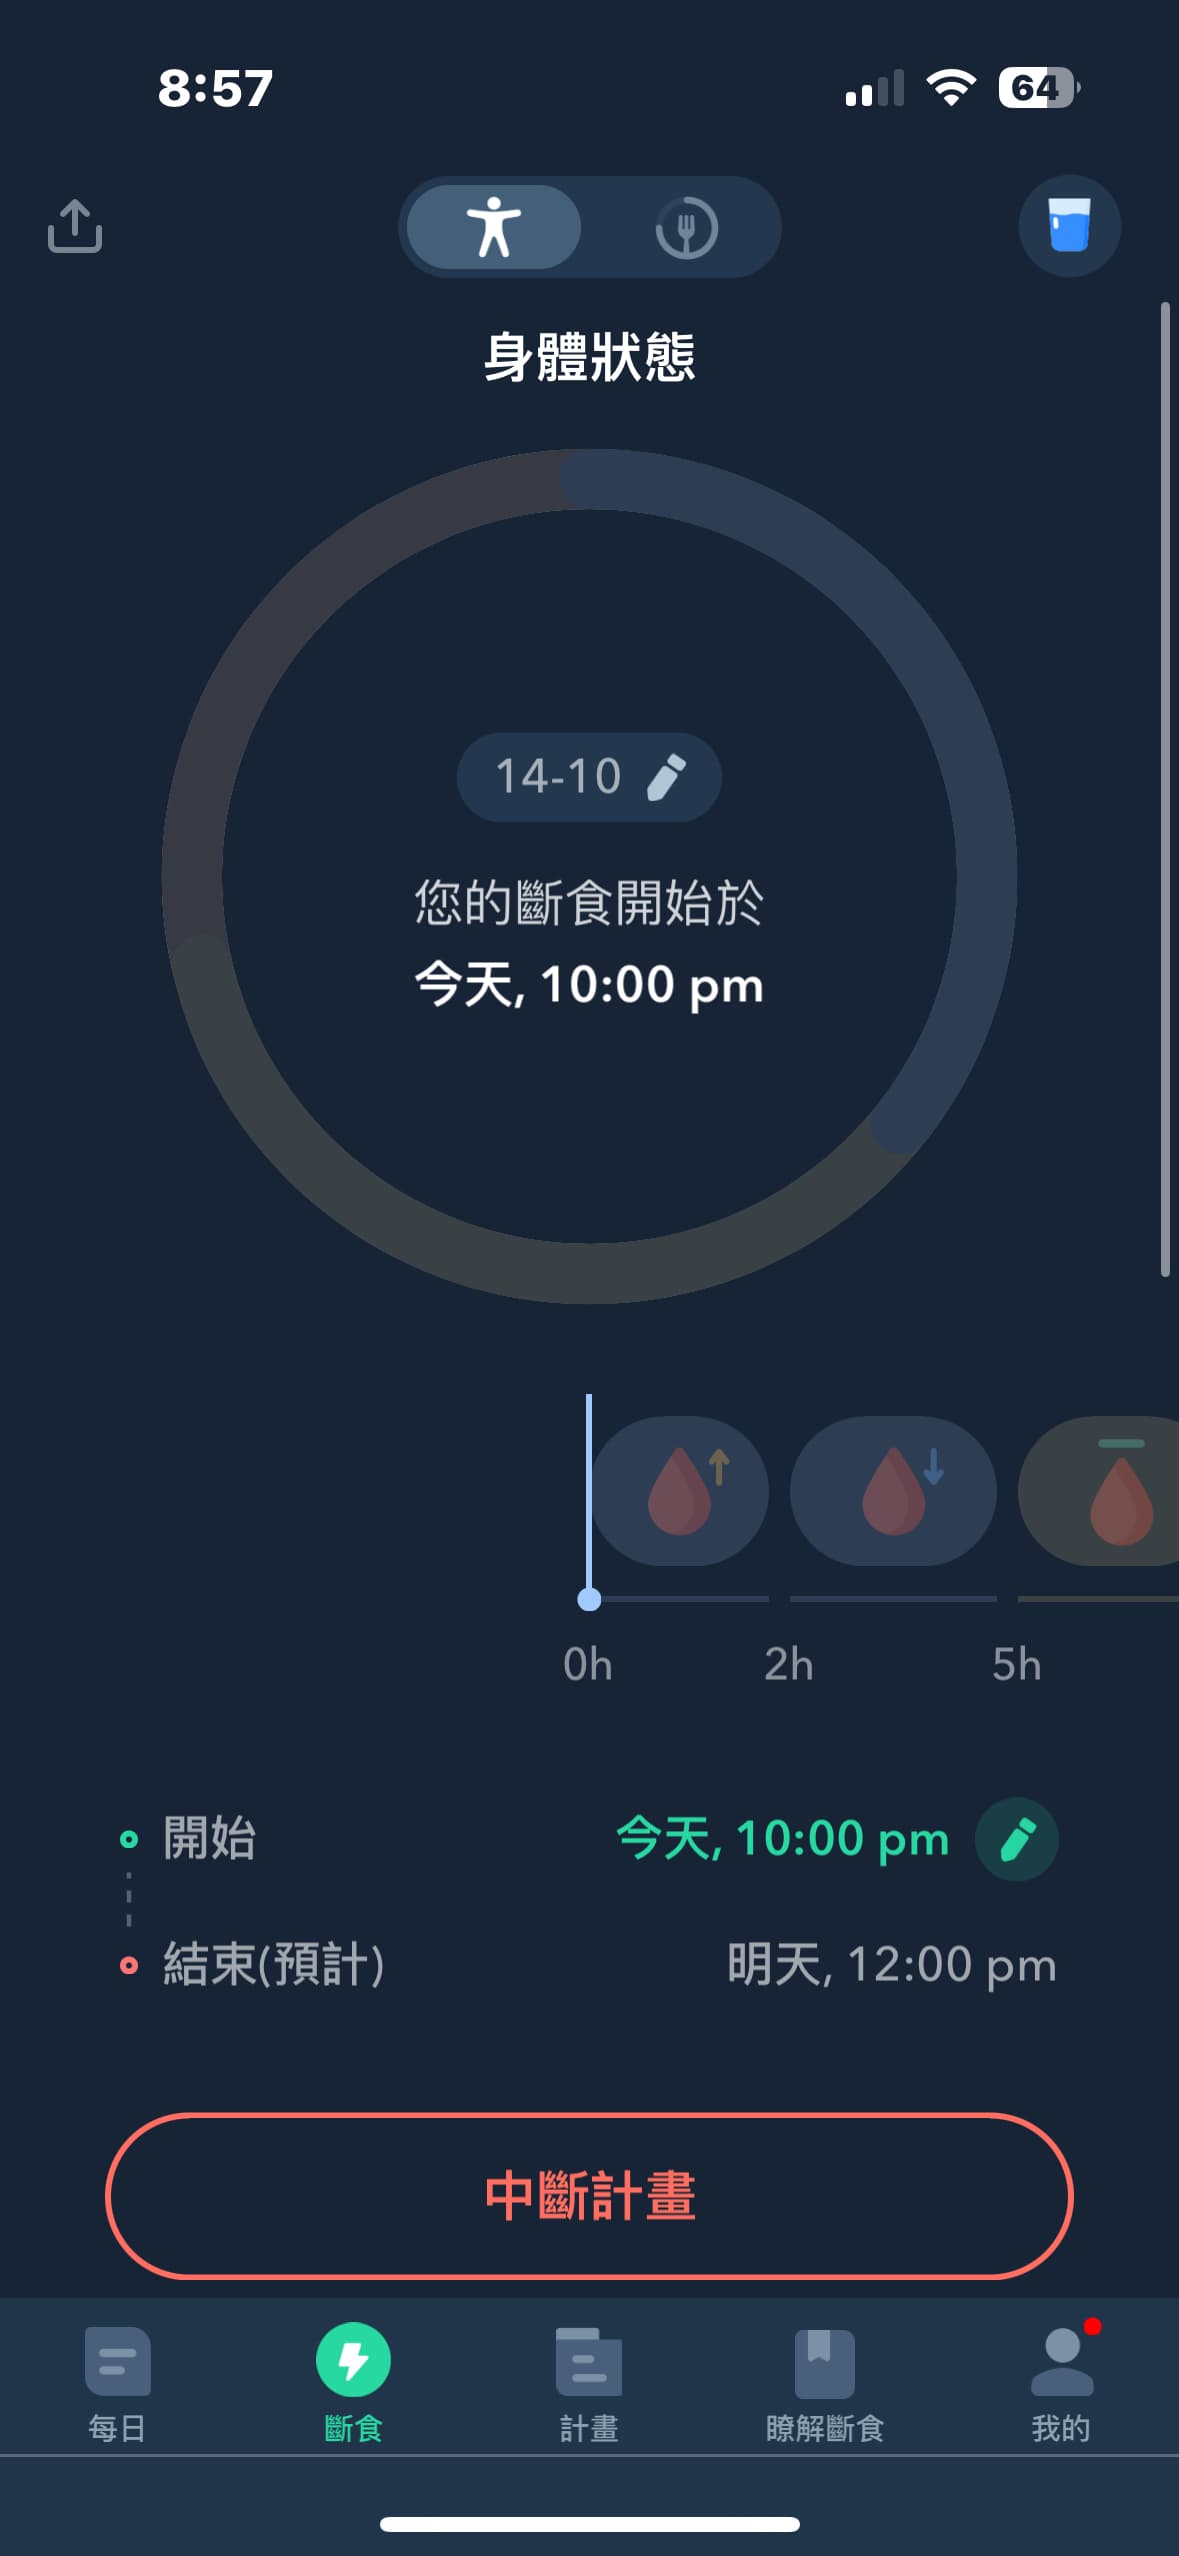 8:57
64
身體狀態
14-10
您的斷食開始於
今天, 10:00 pm
0h 2h 5h
開始 今天, 10:00 pm
結束(預計) 明天, 12:00 pm
中斷計畫
每日 斷食 計畫 瞭解斷食 我的